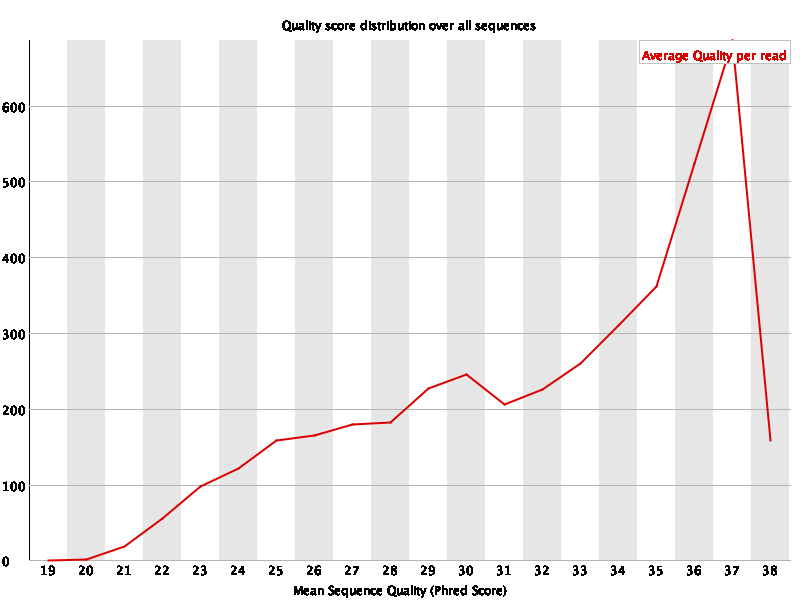 Quality score distribution over all sequences
Average Quality per read
600
500
400
300
200
100
0
19 20 21 22 23 24 25 26 27 28 29 30 31 32 33 34 35 36 37 38
Mean Sequence Quality (Phred Score)